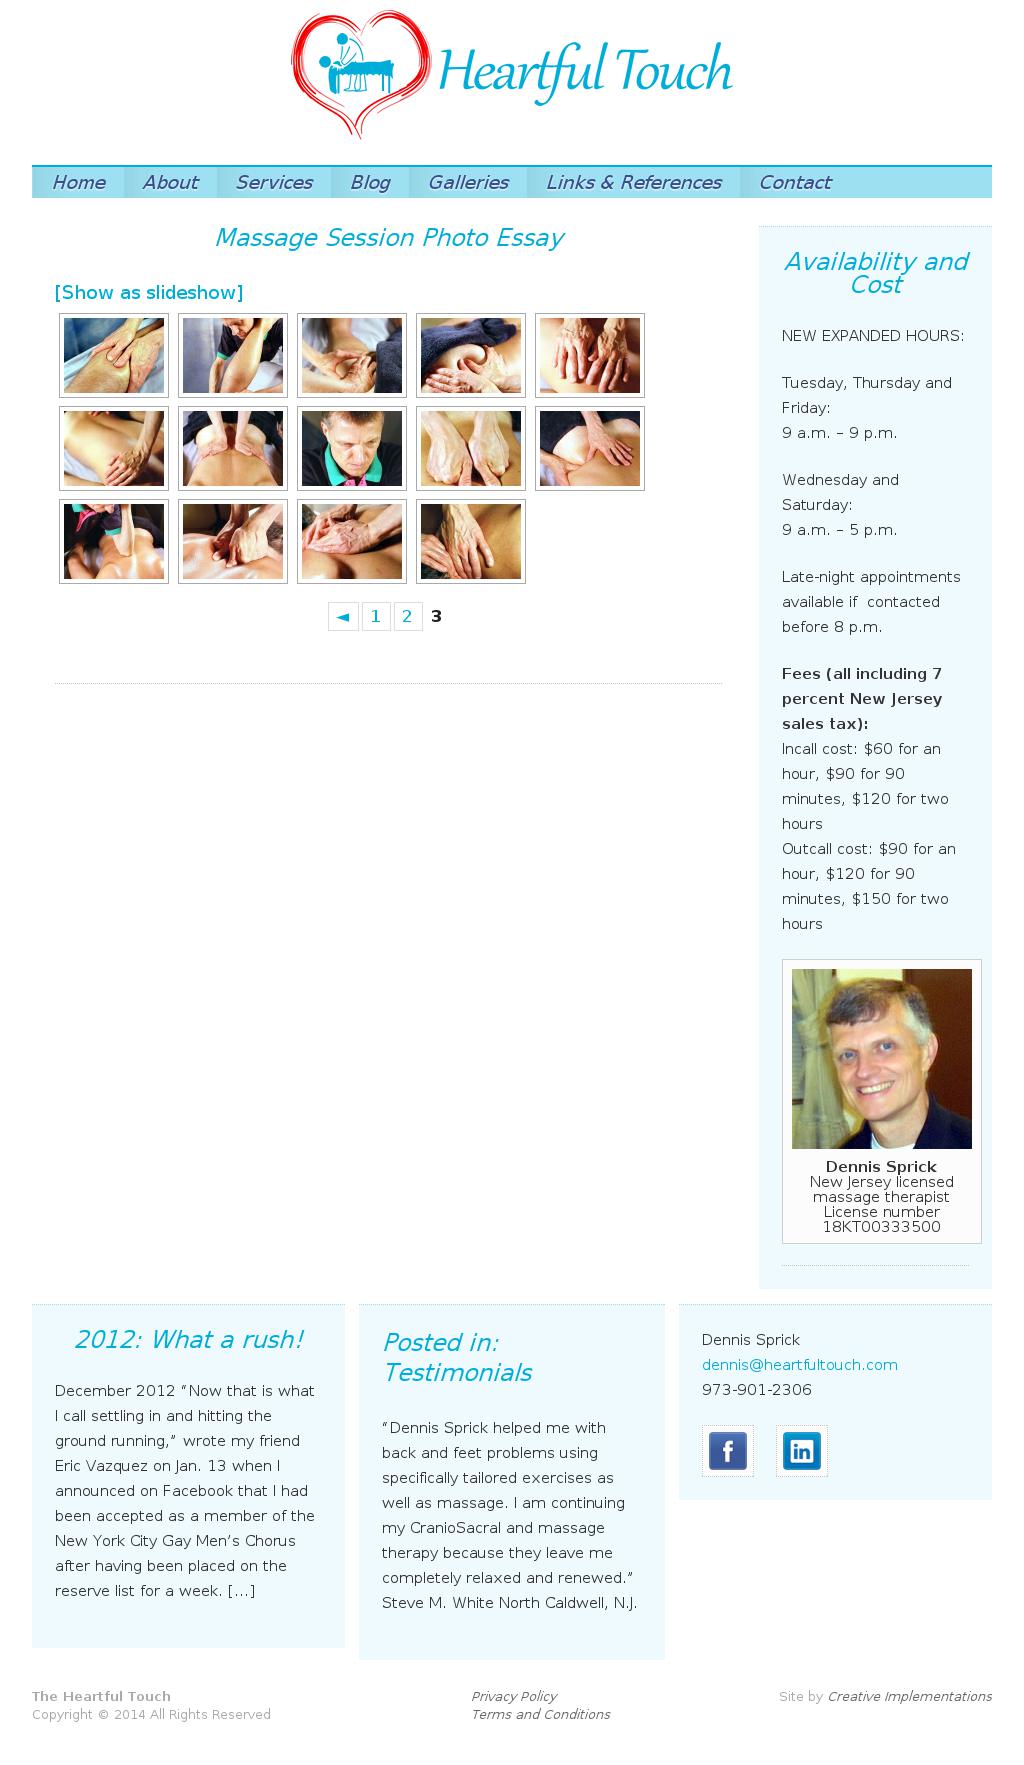 Heartful Touch
Home About Services Blog Galleries Links & References Contact
Massage Session Photo Essay
[Show as slideshow]
◄ 1 2 3
Availability and
Cost
NEW EXPANDED HOURS:
Tuesday, Thursday and
Friday:
9 a.m. – 9 p.m.
Wednesday and
Saturday:
9 a.m. – 5 p.m.
Late-night appointments
available if  contacted
before 8 p.m.
Fees (all including 7
percent New Jersey
sales tax):
Incall cost: $60 for an
hour, $90 for 90
minutes, $120 for two
hours
Outcall cost: $90 for an
hour, $120 for 90
minutes, $150 for two
hours
Dennis Sprick
New Jersey licensed
massage therapist
License number
18KT00333500
2012: What a rush!
December 2012 “Now that is what
I call settling in and hitting the
ground running,” wrote my friend
Eric Vazquez on Jan. 13 when I
announced on Facebook that I had
been accepted as a member of the
New York City Gay Men’s Chorus
after having been placed on the
reserve list for a week. […]
Posted in:
Testimonials
“Dennis Sprick helped me with
back and feet problems using
specifically tailored exercises as
well as massage. I am continuing
my CranioSacral and massage
therapy because they leave me
completely relaxed and renewed.”
Steve M. White North Caldwell, N.J.
Dennis Sprick
dennis@heartfultouch.com
973-901-2306
f in
The Heartful Touch
Copyright © 2014 All Rights Reserved
Privacy Policy
Terms and Conditions
Site by Creative Implementations